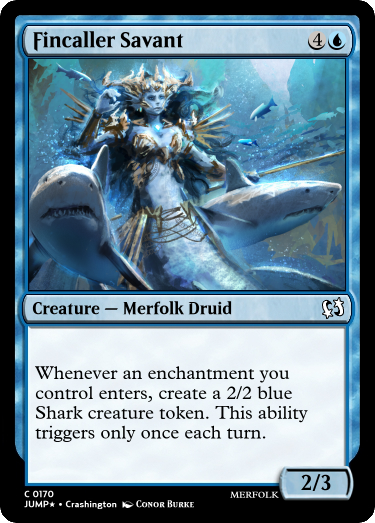 Fincaller Savant 4
Creature — Merfolk Druid
Whenever an enchantment you
control enters, create a 2/2 blue
Shark creature token. This ability
triggers only once each turn.
2/3
C 0170
JUMP★ • Crashington Conor Burke
MERFOLK